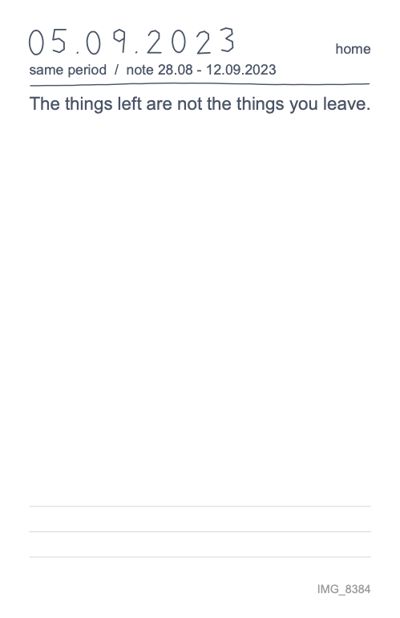 05.09.2023
home
same period / note 28.08 - 12.09.2023
The things left are not the things you leave.
IMG_8384